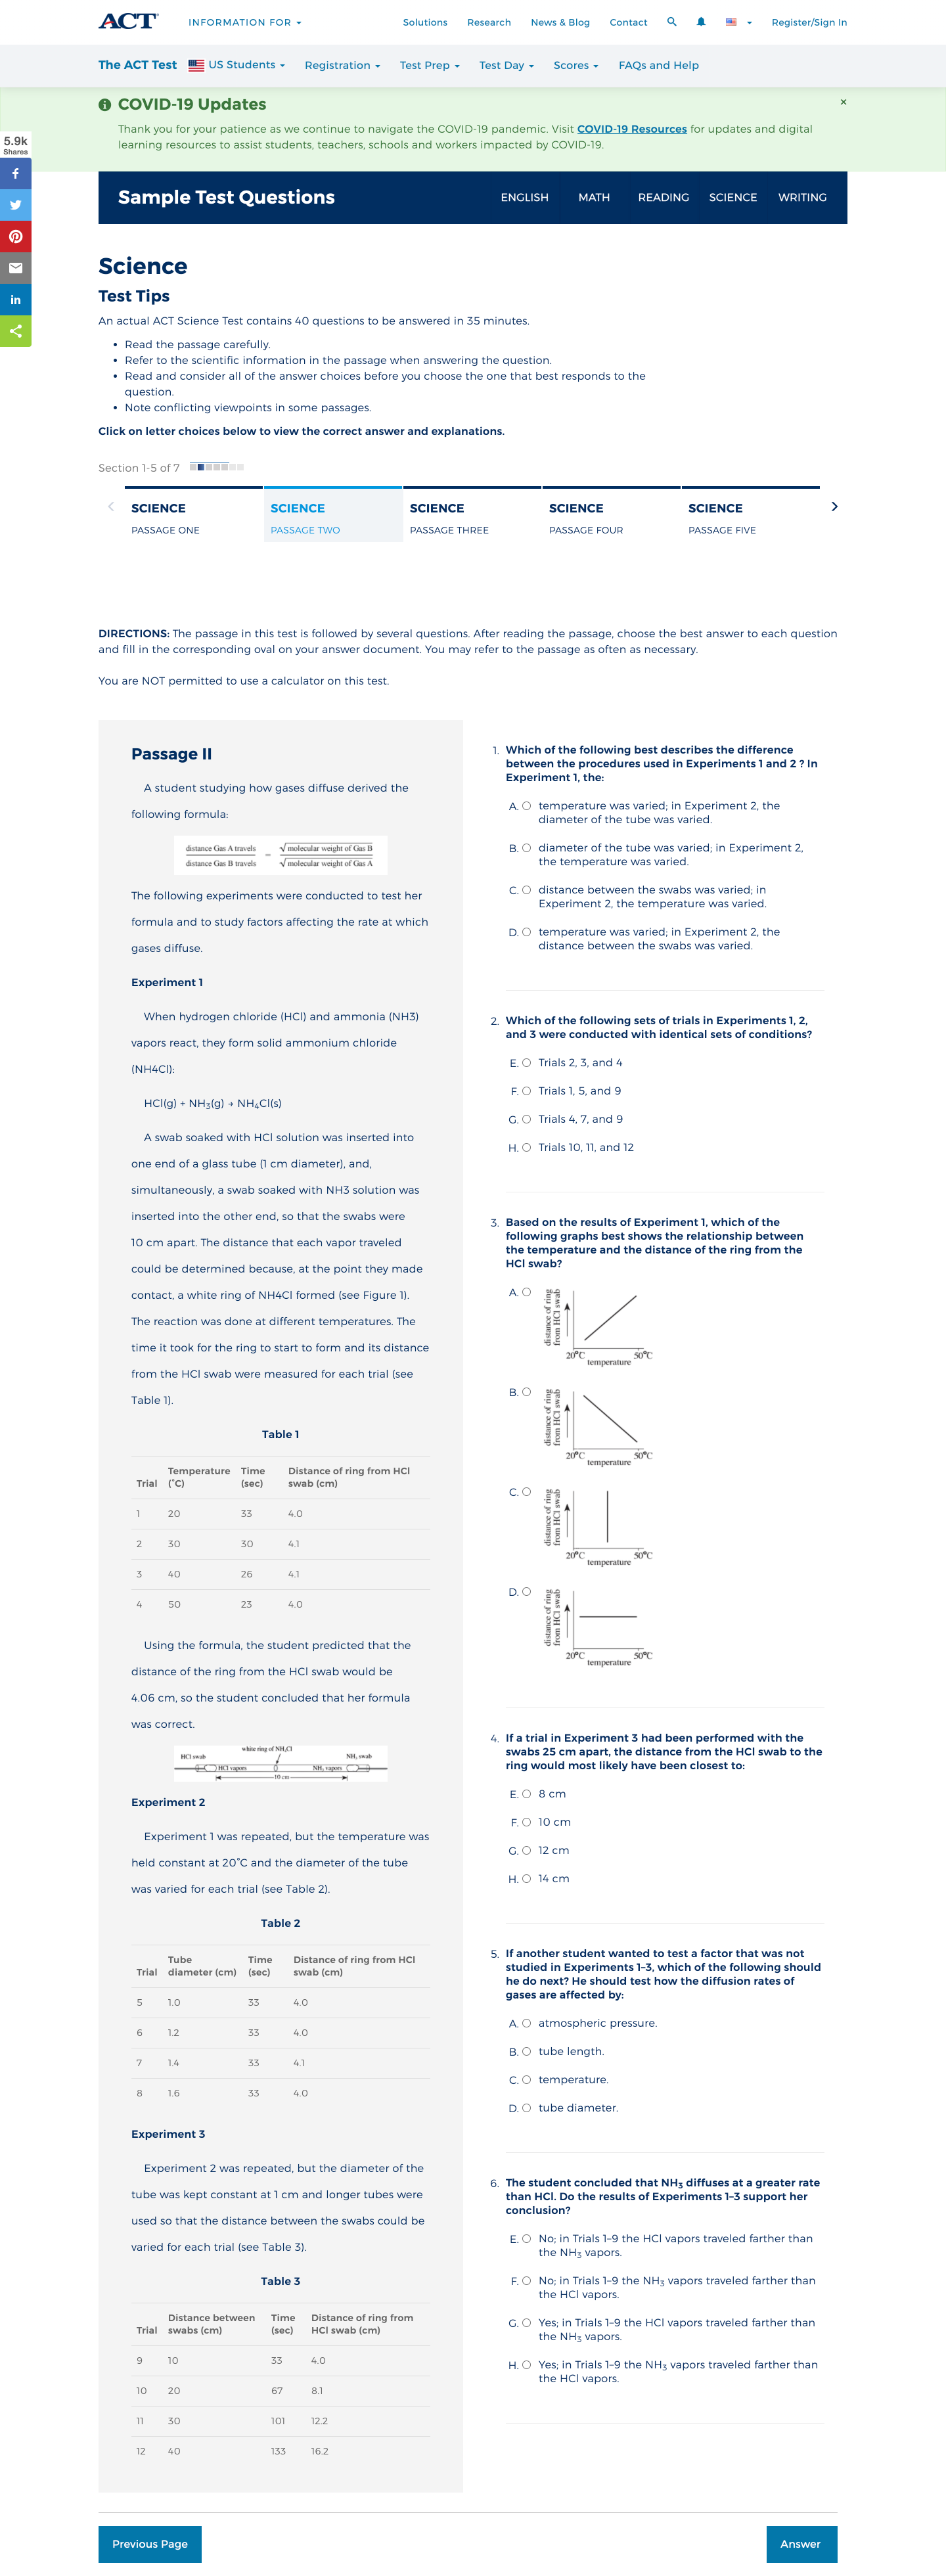 ACT
INFORMATION FOR
Solutions
Research
News & Blog
Contact
Register/Sign In
The ACT Test
US Students
Registration
Test Prep
Test Day
Scores
FAQs and Help
COVID-19 Updates
×
Thank you for your patience as we continue to navigate the COVID-19 pandemic. Visit COVID-19 Resources for updates and digital
learning resources to assist students, teachers, schools and workers impacted by COVID-19.
5.9k
Shares
Sample Test Questions
ENGLISH
MATH
READING
SCIENCE
WRITING
Science
Test Tips
An actual ACT Science Test contains 40 questions to be answered in 35 minutes.
• Read the passage carefully.
• Refer to the scientific information in the passage when answering the question.
• Read and consider all of the answer choices before you choose the one that best responds to the
question.
• Note conflicting viewpoints in some passages.
Click on letter choices below to view the correct answer and explanations.
Section 1-5 of 7
SCIENCE
PASSAGE ONE
SCIENCE
PASSAGE TWO
SCIENCE
PASSAGE THREE
SCIENCE
PASSAGE FOUR
SCIENCE
PASSAGE FIVE
DIRECTIONS: The passage in this test is followed by several questions. After reading the passage, choose the best answer to each question
and fill in the corresponding oval on your answer document. You may refer to the passage as often as necessary.
You are NOT permitted to use a calculator on this test.
Passage II
A student studying how gases diffuse derived the
following formula:
distance Gas A travels
distance Gas B travels
=
√molecular weight of Gas B
√molecular weight of Gas A
The following experiments were conducted to test her
formula and to study factors affecting the rate at which
gases diffuse.
Experiment 1
When hydrogen chloride (HCl) and ammonia (NH3)
vapors react, they form solid ammonium chloride
(NH4Cl):
HCl(g) + NH₃(g) → NH₄Cl(s)
A swab soaked with HCl solution was inserted into
one end of a glass tube (1 cm diameter), and,
simultaneously, a swab soaked with NH3 solution was
inserted into the other end, so that the swabs were
10 cm apart. The distance that each vapor traveled
could be determined because, at the point they made
contact, a white ring of NH4Cl formed (see Figure 1).
The reaction was done at different temperatures. The
time it took for the ring to start to form and its distance
from the HCl swab were measured for each trial (see
Table 1).
Table 1
Trial Temperature (˚C) Time (sec) Distance of ring from HCl swab (cm)
1 20 33 4.0
2 30 30 4.1
3 40 26 4.1
4 50 23 4.0
Using the formula, the student predicted that the
distance of the ring from the HCl swab would be
4.06 cm, so the student concluded that her formula
was correct.
white ring of NH₄Cl
HCl swab
NH₃ swab
HCl vapors
NH₃ vapors
10 cm
Experiment 2
Experiment 1 was repeated, but the temperature was
held constant at 20˚C and the diameter of the tube
was varied for each trial (see Table 2).
Table 2
Trial Tube diameter (cm) Time (sec) Distance of ring from HCl swab (cm)
5 1.0 33 4.0
6 1.2 33 4.0
7 1.4 33 4.1
8 1.6 33 4.0
Experiment 3
Experiment 2 was repeated, but the diameter of the
tube was kept constant at 1 cm and longer tubes were
used so that the distance between the swabs could be
varied for each trial (see Table 3).
Table 3
Trial Distance between swabs (cm) Time (sec) Distance of ring from HCl swab (cm)
9 10 33 4.0
10 20 67 8.1
11 30 101 12.2
12 40 133 16.2
1. Which of the following best describes the difference
between the procedures used in Experiments 1 and 2 ? In
Experiment 1, the:
A. temperature was varied; in Experiment 2, the
diameter of the tube was varied.
B. diameter of the tube was varied; in Experiment 2,
the temperature was varied.
C. distance between the swabs was varied; in
Experiment 2, the temperature was varied.
D. temperature was varied; in Experiment 2, the
distance between the swabs was varied.
2. Which of the following sets of trials in Experiments 1, 2,
and 3 were conducted with identical sets of conditions?
E. Trials 2, 3, and 4
F. Trials 1, 5, and 9
G. Trials 4, 7, and 9
H. Trials 10, 11, and 12
3. Based on the results of Experiment 1, which of the
following graphs best shows the relationship between
the temperature and the distance of the ring from the
HCl swab?
A.
distance of ring
from HCl swab
20°C 50°C
temperature
B.
distance of ring
from HCl swab
20°C 50°C
temperature
C.
distance of ring
from HCl swab
20°C 50°C
temperature
D.
distance of ring
from HCl swab
20°C 50°C
temperature
4. If a trial in Experiment 3 had been performed with the
swabs 25 cm apart, the distance from the HCl swab to the
ring would most likely have been closest to:
E. 8 cm
F. 10 cm
G. 12 cm
H. 14 cm
5. If another student wanted to test a factor that was not
studied in Experiments 1–3, which of the following should
he do next? He should test how the diffusion rates of
gases are affected by:
A. atmospheric pressure.
B. tube length.
C. temperature.
D. tube diameter.
6. The student concluded that NH₃ diffuses at a greater rate
than HCl. Do the results of Experiments 1–3 support her
conclusion?
E. No; in Trials 1–9 the HCl vapors traveled farther than
the NH₃ vapors.
F. No; in Trials 1–9 the NH₃ vapors traveled farther than
the HCl vapors.
G. Yes; in Trials 1–9 the HCl vapors traveled farther than
the NH₃ vapors.
H. Yes; in Trials 1–9 the NH₃ vapors traveled farther than
the HCl vapors.
Previous Page
Answer